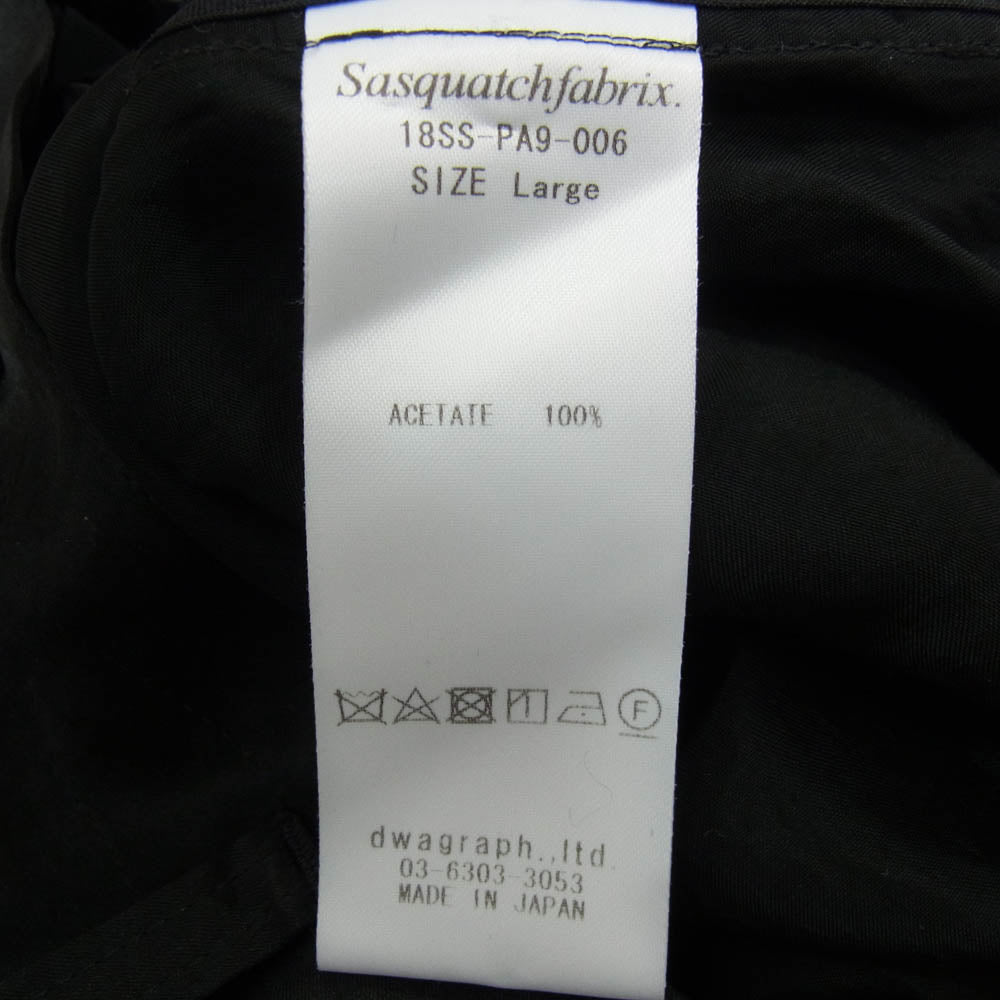 Sasquatchfabrix.
18SS-PA9-006
SIZE Large
ACETATE 100%
F
dwagraph.,ltd.
03-6303-3053
MADE IN JAPAN